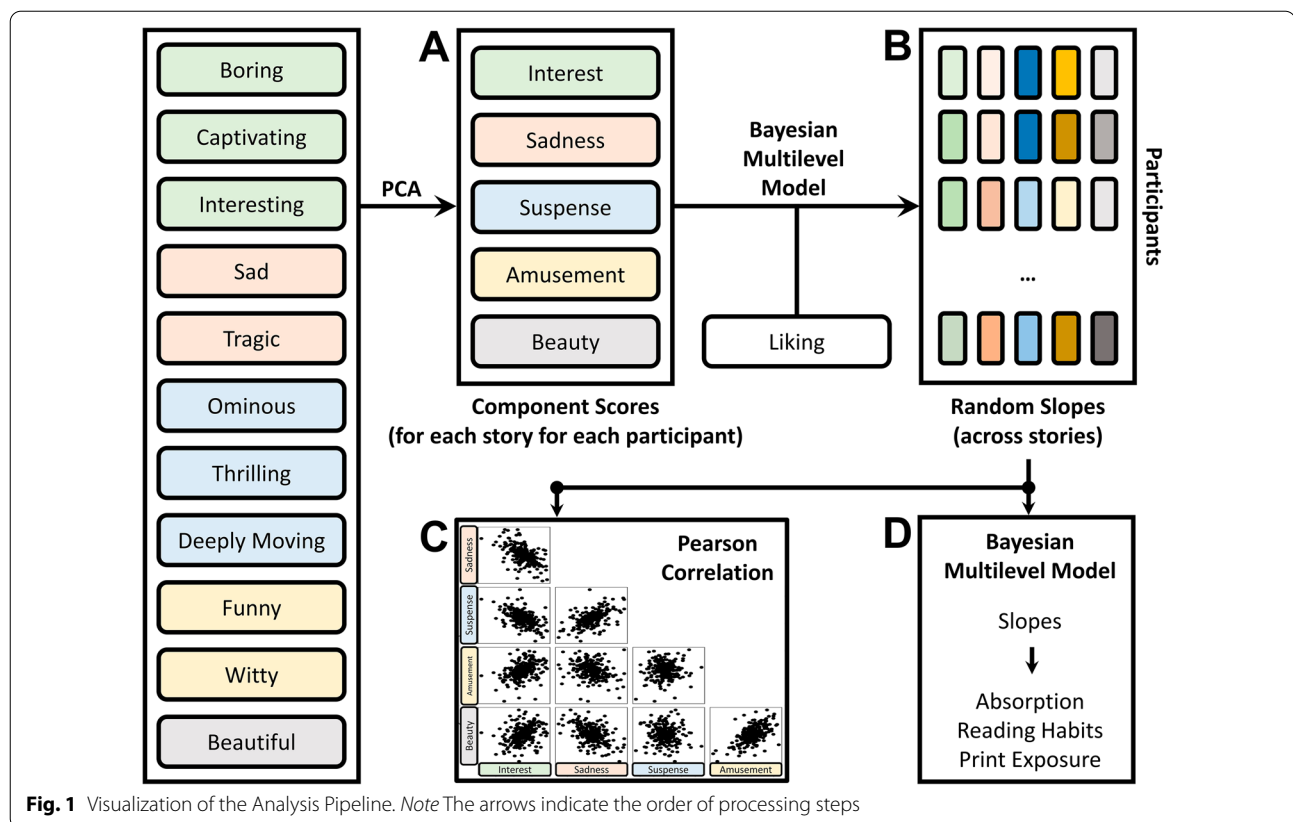 Boring
Captivating
Interesting
Sad
Tragic
Ominous
Thrilling
Deeply Moving
Funny
Witty
Beautiful
PCA
A
Interest
Sadness
Suspense
Amusement
Beauty
Component Scores
(for each story for each participant)
Bayesian
Multilevel
Model
Liking
B
Participants
...
Random Slopes
(across stories)
C
Pearson
Correlation
Sadness
Suspense
Amusement
Beauty
Interest
Sadness
Suspense
Amusement
D
Bayesian
Multilevel Model
Slopes
Absorption
Reading Habits
Print Exposure
Fig. 1 Visualization of the Analysis Pipeline. Note The arrows indicate the order of processing steps